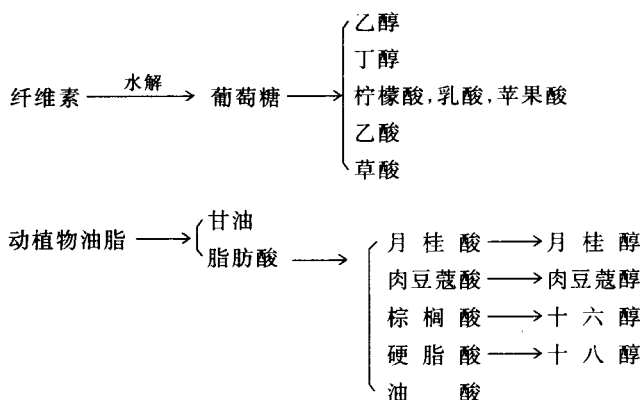 乙醇
丁醇
纤维素 水解 葡萄糖 柠檬酸,乳酸,苹果酸
乙酸
草酸
甘油
动植物油脂
脂肪酸
月桂酸 月桂醇
肉豆蔻酸 肉豆蔻醇
棕榈酸 十六醇
硬脂酸 十八醇
油酸